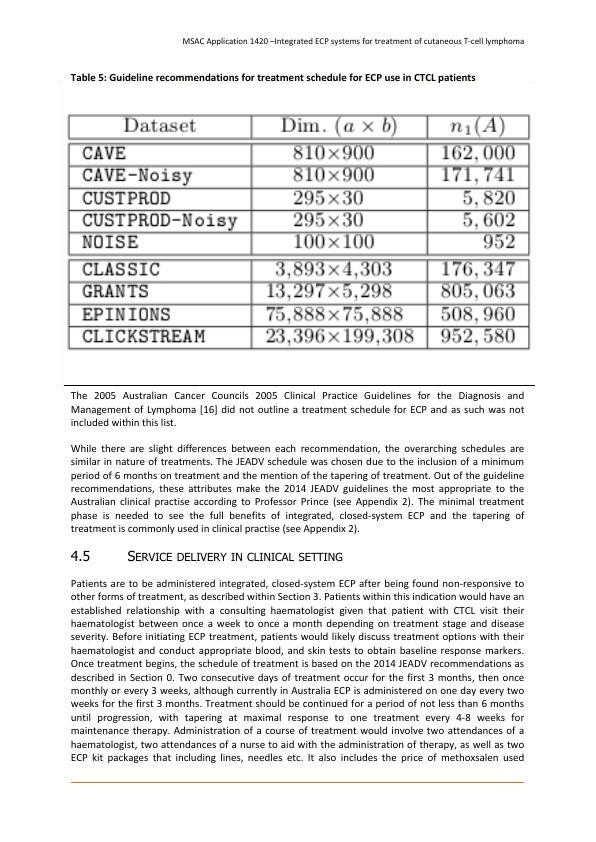 MSAC Application 1420 –Integrated ECP systems for treatment of cutaneous T-cell lymphoma
Table 5: Guideline recommendations for treatment schedule for ECP use in CTCL patients
Dataset Dim. (a × b) n₁(A)
CAVE 810×900 162,000
CAVE-Noisy 810×900 171,741
CUSTPROD 295×30 5,820
CUSTPROD-Noisy 295×30 5,602
NOISE 100×100 952
CLASSIC 3,893×4,303 176,347
GRANTS 13,297×5,298 805,063
EPINIONS 75,888×75,888 508,960
CLICKSTREAM 23,396×199,308 952,580
The 2005 Australian Cancer Councils 2005 Clinical Practice Guidelines for the Diagnosis and
Management of Lymphoma [16] did not outline a treatment schedule for ECP and as such was not
included within this list.
While there are slight differences between each recommendation, the overarching schedules are
similar in nature of treatments. The JEADV schedule was chosen due to the inclusion of a minimum
period of 6 months on treatment and the mention of the tapering of treatment. Out of the guideline
recommendations, these attributes make the 2014 JEADV guidelines the most appropriate to the
Australian clinical practise according to Professor Prince (see Appendix 2). The minimal treatment
phase is needed to see the full benefits of integrated, closed-system ECP and the tapering of
treatment is commonly used in clinical practise (see Appendix 2).
4.5 SERVICE DELIVERY IN CLINICAL SETTING
Patients are to be administered integrated, closed-system ECP after being found non-responsive to
other forms of treatment, as described within Section 3. Patients within this indication would have an
established relationship with a consulting haematologist given that patient with CTCL visit their
haematologist between once a week to once a month depending on treatment stage and disease
severity. Before initiating ECP treatment, patients would likely discuss treatment options with their
haematologist and conduct appropriate blood, and skin tests to obtain baseline response markers.
Once treatment begins, the schedule of treatment is based on the 2014 JEADV recommendations as
described in Section 0. Two consecutive days of treatment occur for the first 3 months, then once
monthly or every 3 weeks, although currently in Australia ECP is administered on one day every two
weeks for the first 3 months. Treatment should be continued for a period of not less than 6 months
until progression, with tapering at maximal response to one treatment every 4-8 weeks for
maintenance therapy. Administration of a course of treatment would involve two attendances of a
haematologist, two attendances of a nurse to aid with the administration of therapy, as well as two
ECP kit packages that including lines, needles etc. It also includes the price of methoxsalen used